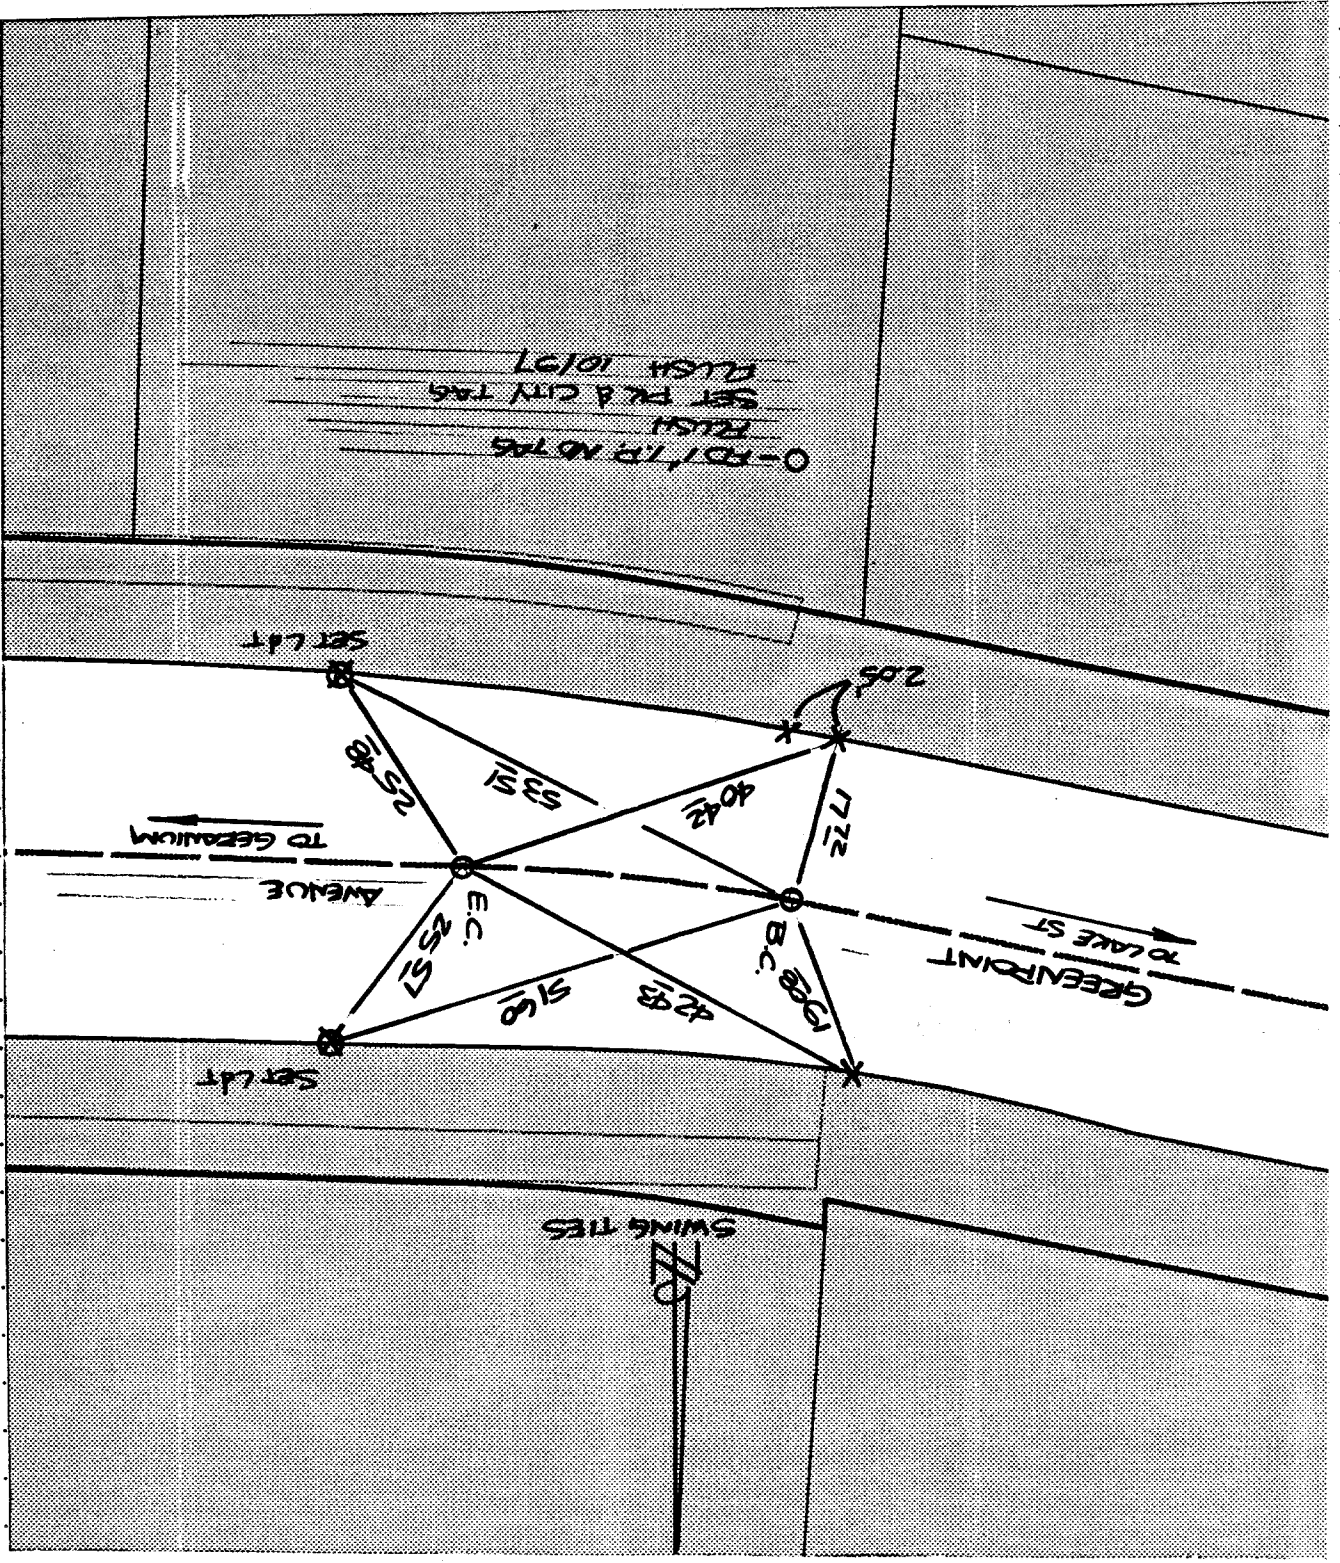 SWING TIES
SET L&T
SET L&T
19.08
42.93
51.60
25.57
GREENPOINT
AVENUE
TO LAKE ST
TO GERANIUM
B.C.
E.C.
17.72
40.42
53.51
25.98
2.05'
O - FD 1" I.P. NO TAG
FLUSH
SET PK & CITY TAG
FLUSH 10/97